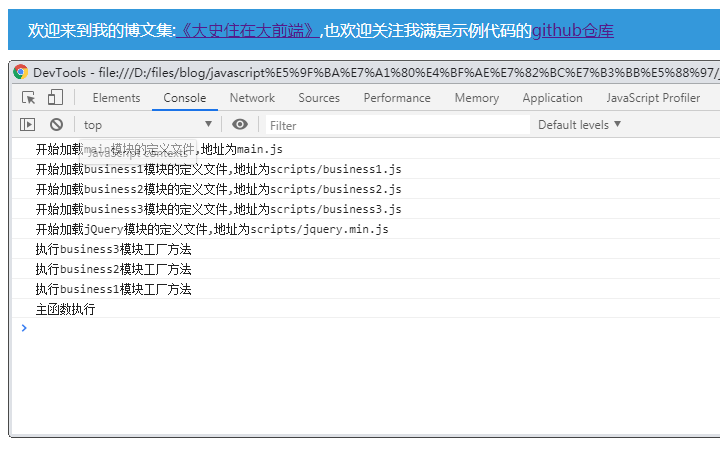 欢迎来到我的博文集:《大史住在大前端》,也欢迎关注我满是示例代码的github仓库
DevTools - file:///D:/files/blog/javascript%E5%9F%BA%E7%A1%80%E4%BF%AE%E7%82%BC%E7%B3%BB%E5%88%97/
Elements Console Network Sources Performance Memory Application JavaScript Profiler
top Filter Default levels
JavaScript contexts
开始加载main模块的定义文件,地址为main.js
开始加载business1模块的定义文件,地址为scripts/business1.js
开始加载business2模块的定义文件,地址为scripts/business2.js
开始加载business3模块的定义文件,地址为scripts/business3.js
开始加载jQuery模块的定义文件,地址为scripts/jquery.min.js
执行business3模块工厂方法
执行business2模块工厂方法
执行business1模块工厂方法
主函数执行